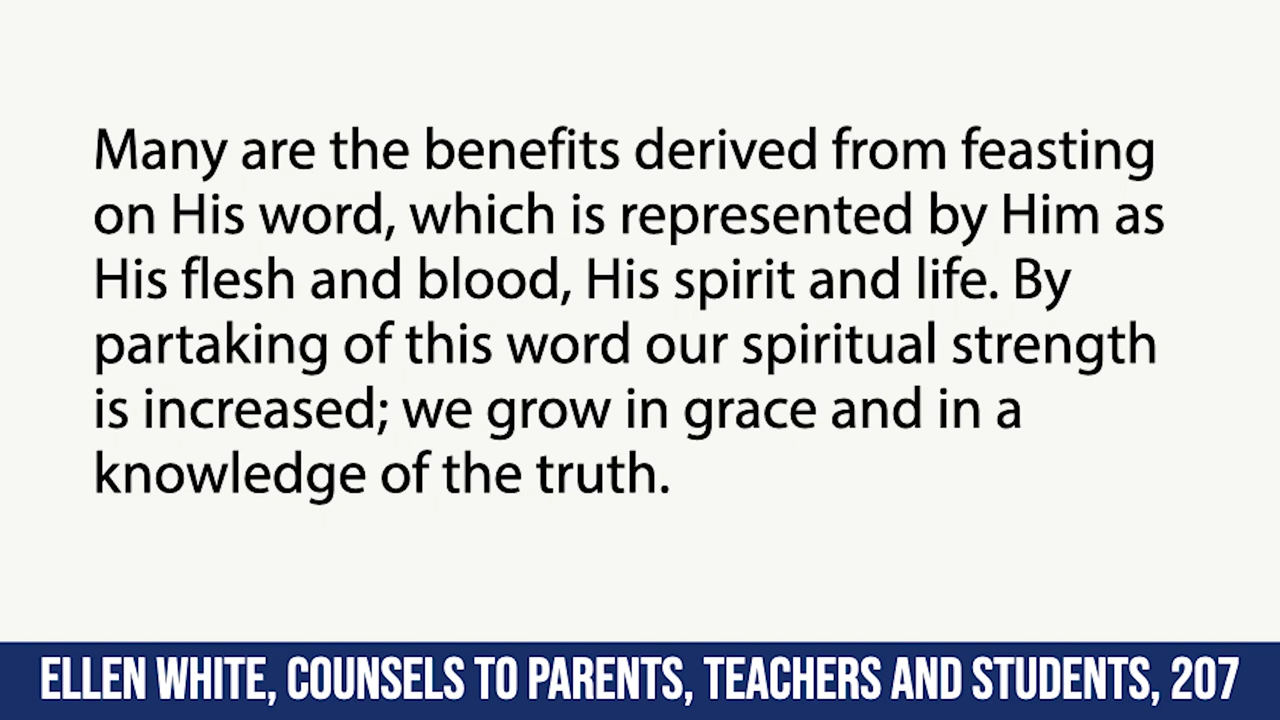 Many are the benefits derived from feasting
on His word, which is represented by Him as
His flesh and blood, His spirit and life. By
partaking of this word our spiritual strength
is increased; we grow in grace and in a
knowledge of the truth.
ELLEN WHITE, COUNSELS TO PARENTS, TEACHERS AND STUDENTS, 207